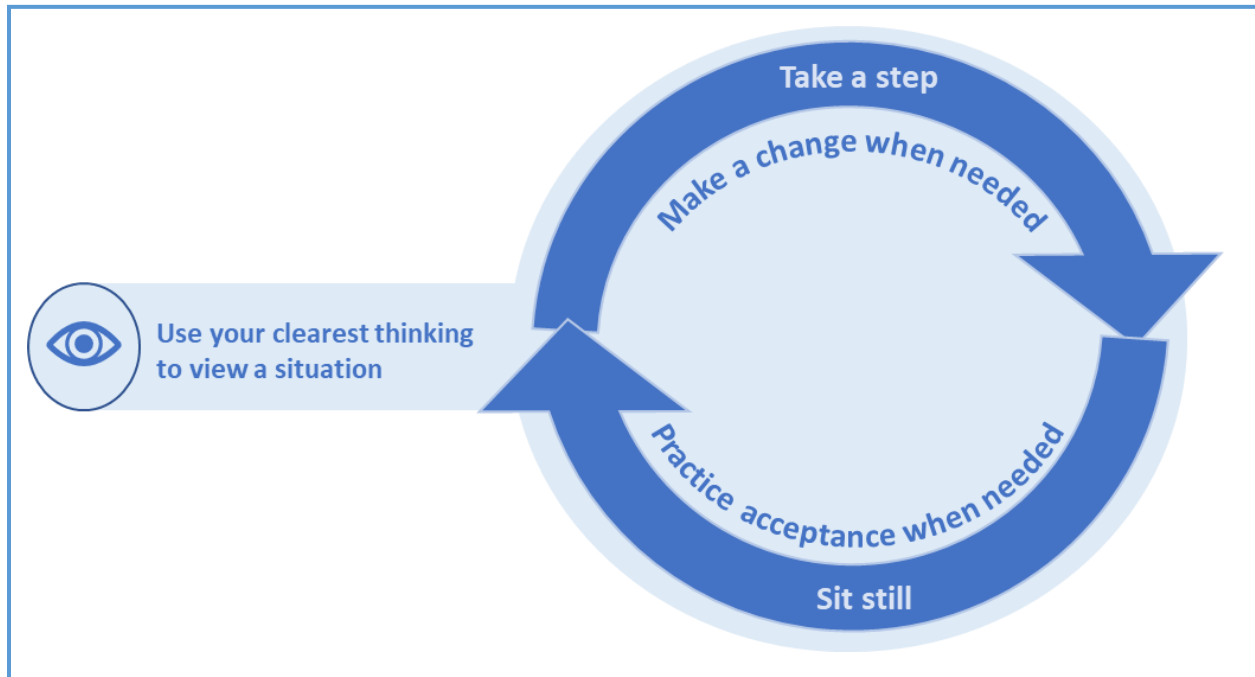 Take a step
Make a change when needed
Use your clearest thinking
to view a situation
Practice acceptance when needed
Sit still